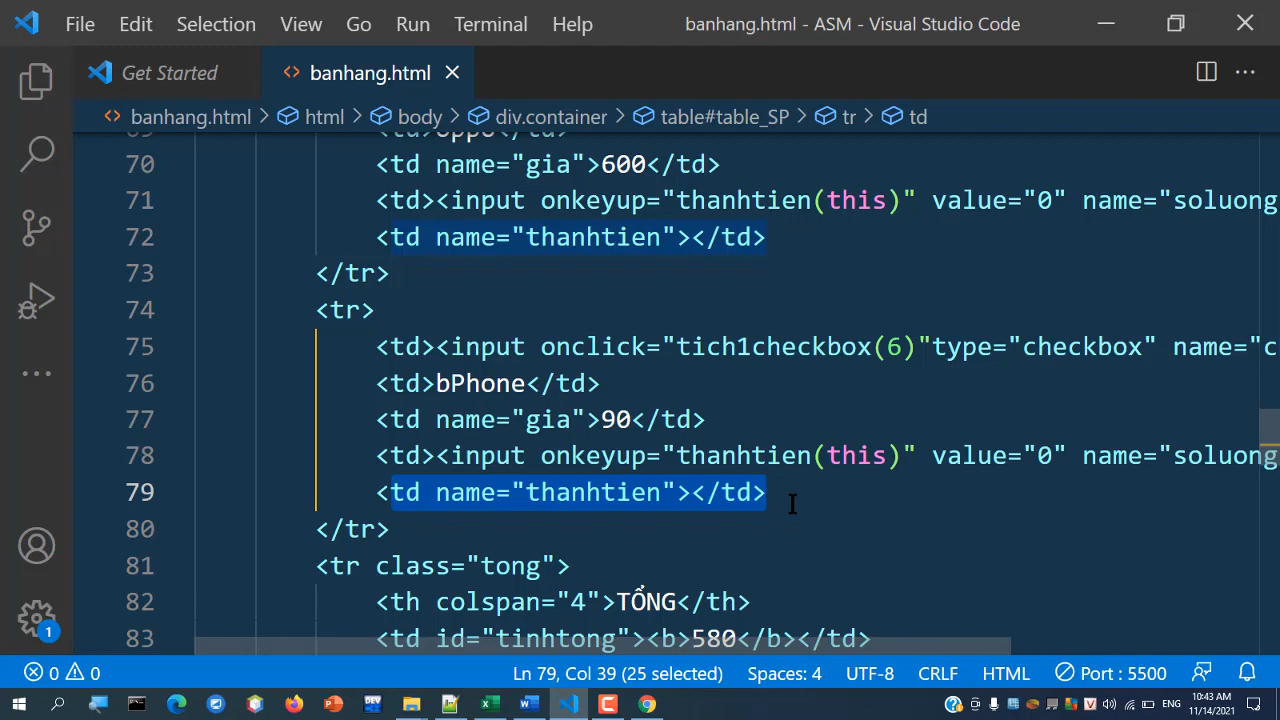 File Edit Selection View Go Run Terminal Help banhang.html - ASM - Visual Studio Code
Get Started banhang.html
banhang.html > html > body > div.container > table#table_SP > tr > td
69 <td>Oppo</td>
70 <td name="gia">600</td>
71 <td><input onkeyup="thanhtien(this)" value="0" name="soluong
72 <td name="thanhtien"></td>
73 </tr>
74 <tr>
75 <td><input onclick="tich1checkbox(6)"type="checkbox" name="c
76 <td>bPhone</td>
77 <td name="gia">90</td>
78 <td><input onkeyup="thanhtien(this)" value="0" name="soluong
79 <td name="thanhtien"></td>
80 </tr>
81 <tr class="tong">
82 <th colspan="4">TỔNG</th>
83 <td id="tinhtong"><b>580</b></td>
1
0 0 Ln 79, Col 39 (25 selected) Spaces: 4 UTF-8 CRLF HTML Port : 5500
DEV V ENG 10:43 AM
11/14/2021